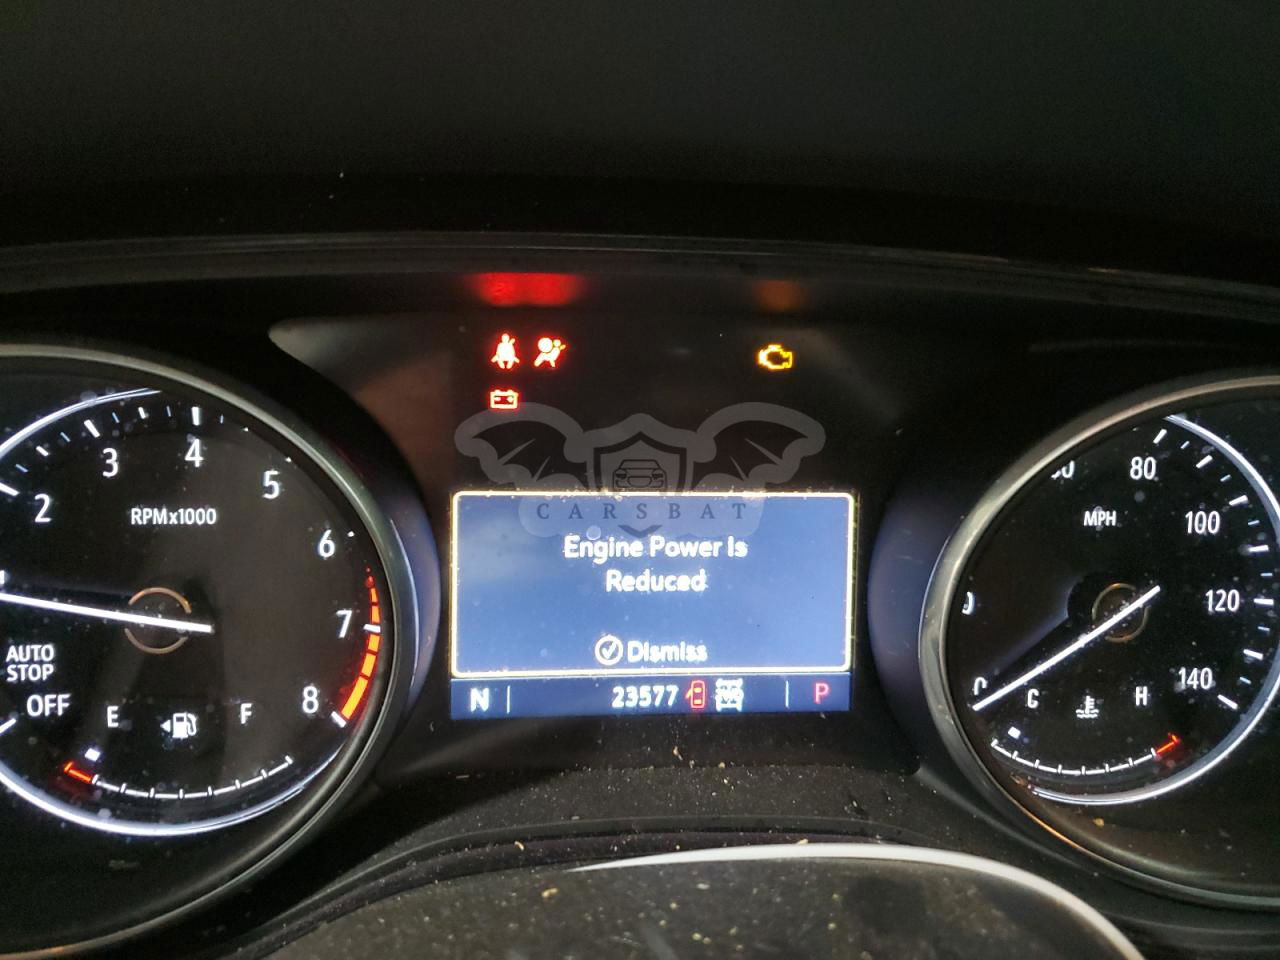 2
3
4
5
6
7
8
RPMx1000
AUTO
STOP
OFF
E
F
CARSBAT
Engine Power Is
Reduced
Dismiss
N
23577
P
80
100
120
140
MPH
0
C
H